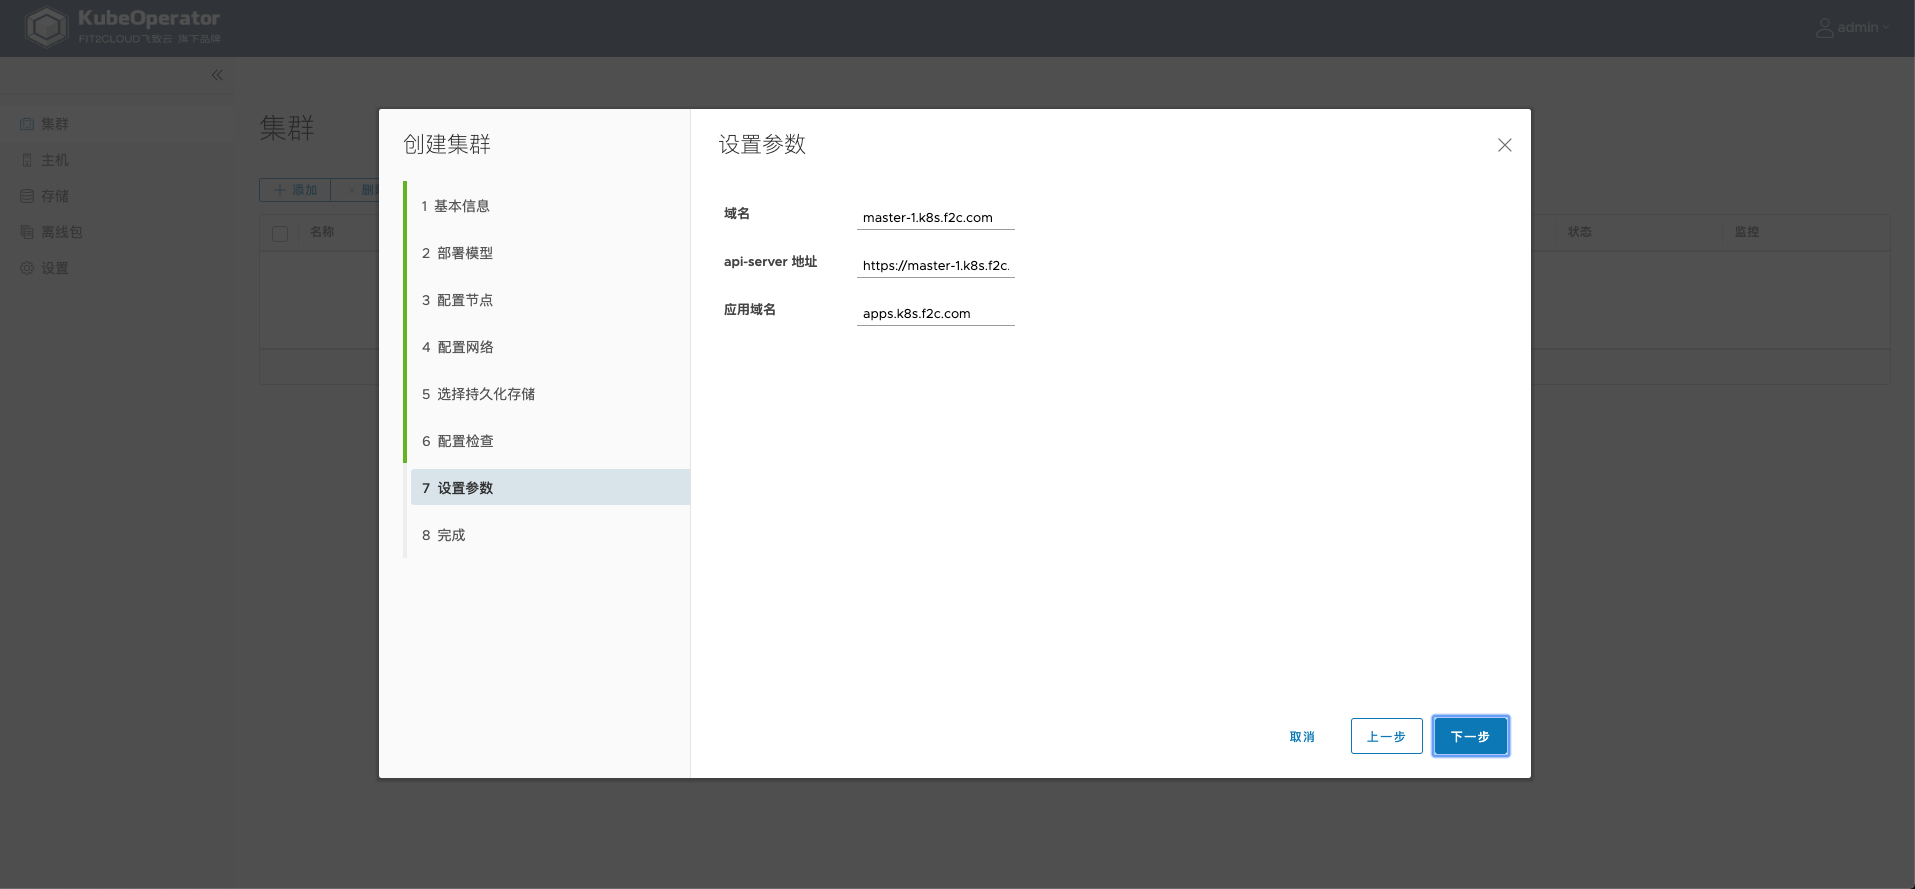 KubeOperator
FIT2CLOUD飞致云 旗下品牌
admin
集群
主机
存储
离线包
设置
集群
添加
名称
状态
监控
创建集群
1 基本信息
2 部署模型
3 配置节点
4 配置网络
5 选择持久化存储
6 配置检查
7 设置参数
8 完成
设置参数
域名 master-1.k8s.f2c.com
api-server 地址 https://master-1.k8s.f2c.
应用域名 apps.k8s.f2c.com
取消
上一步
下一步